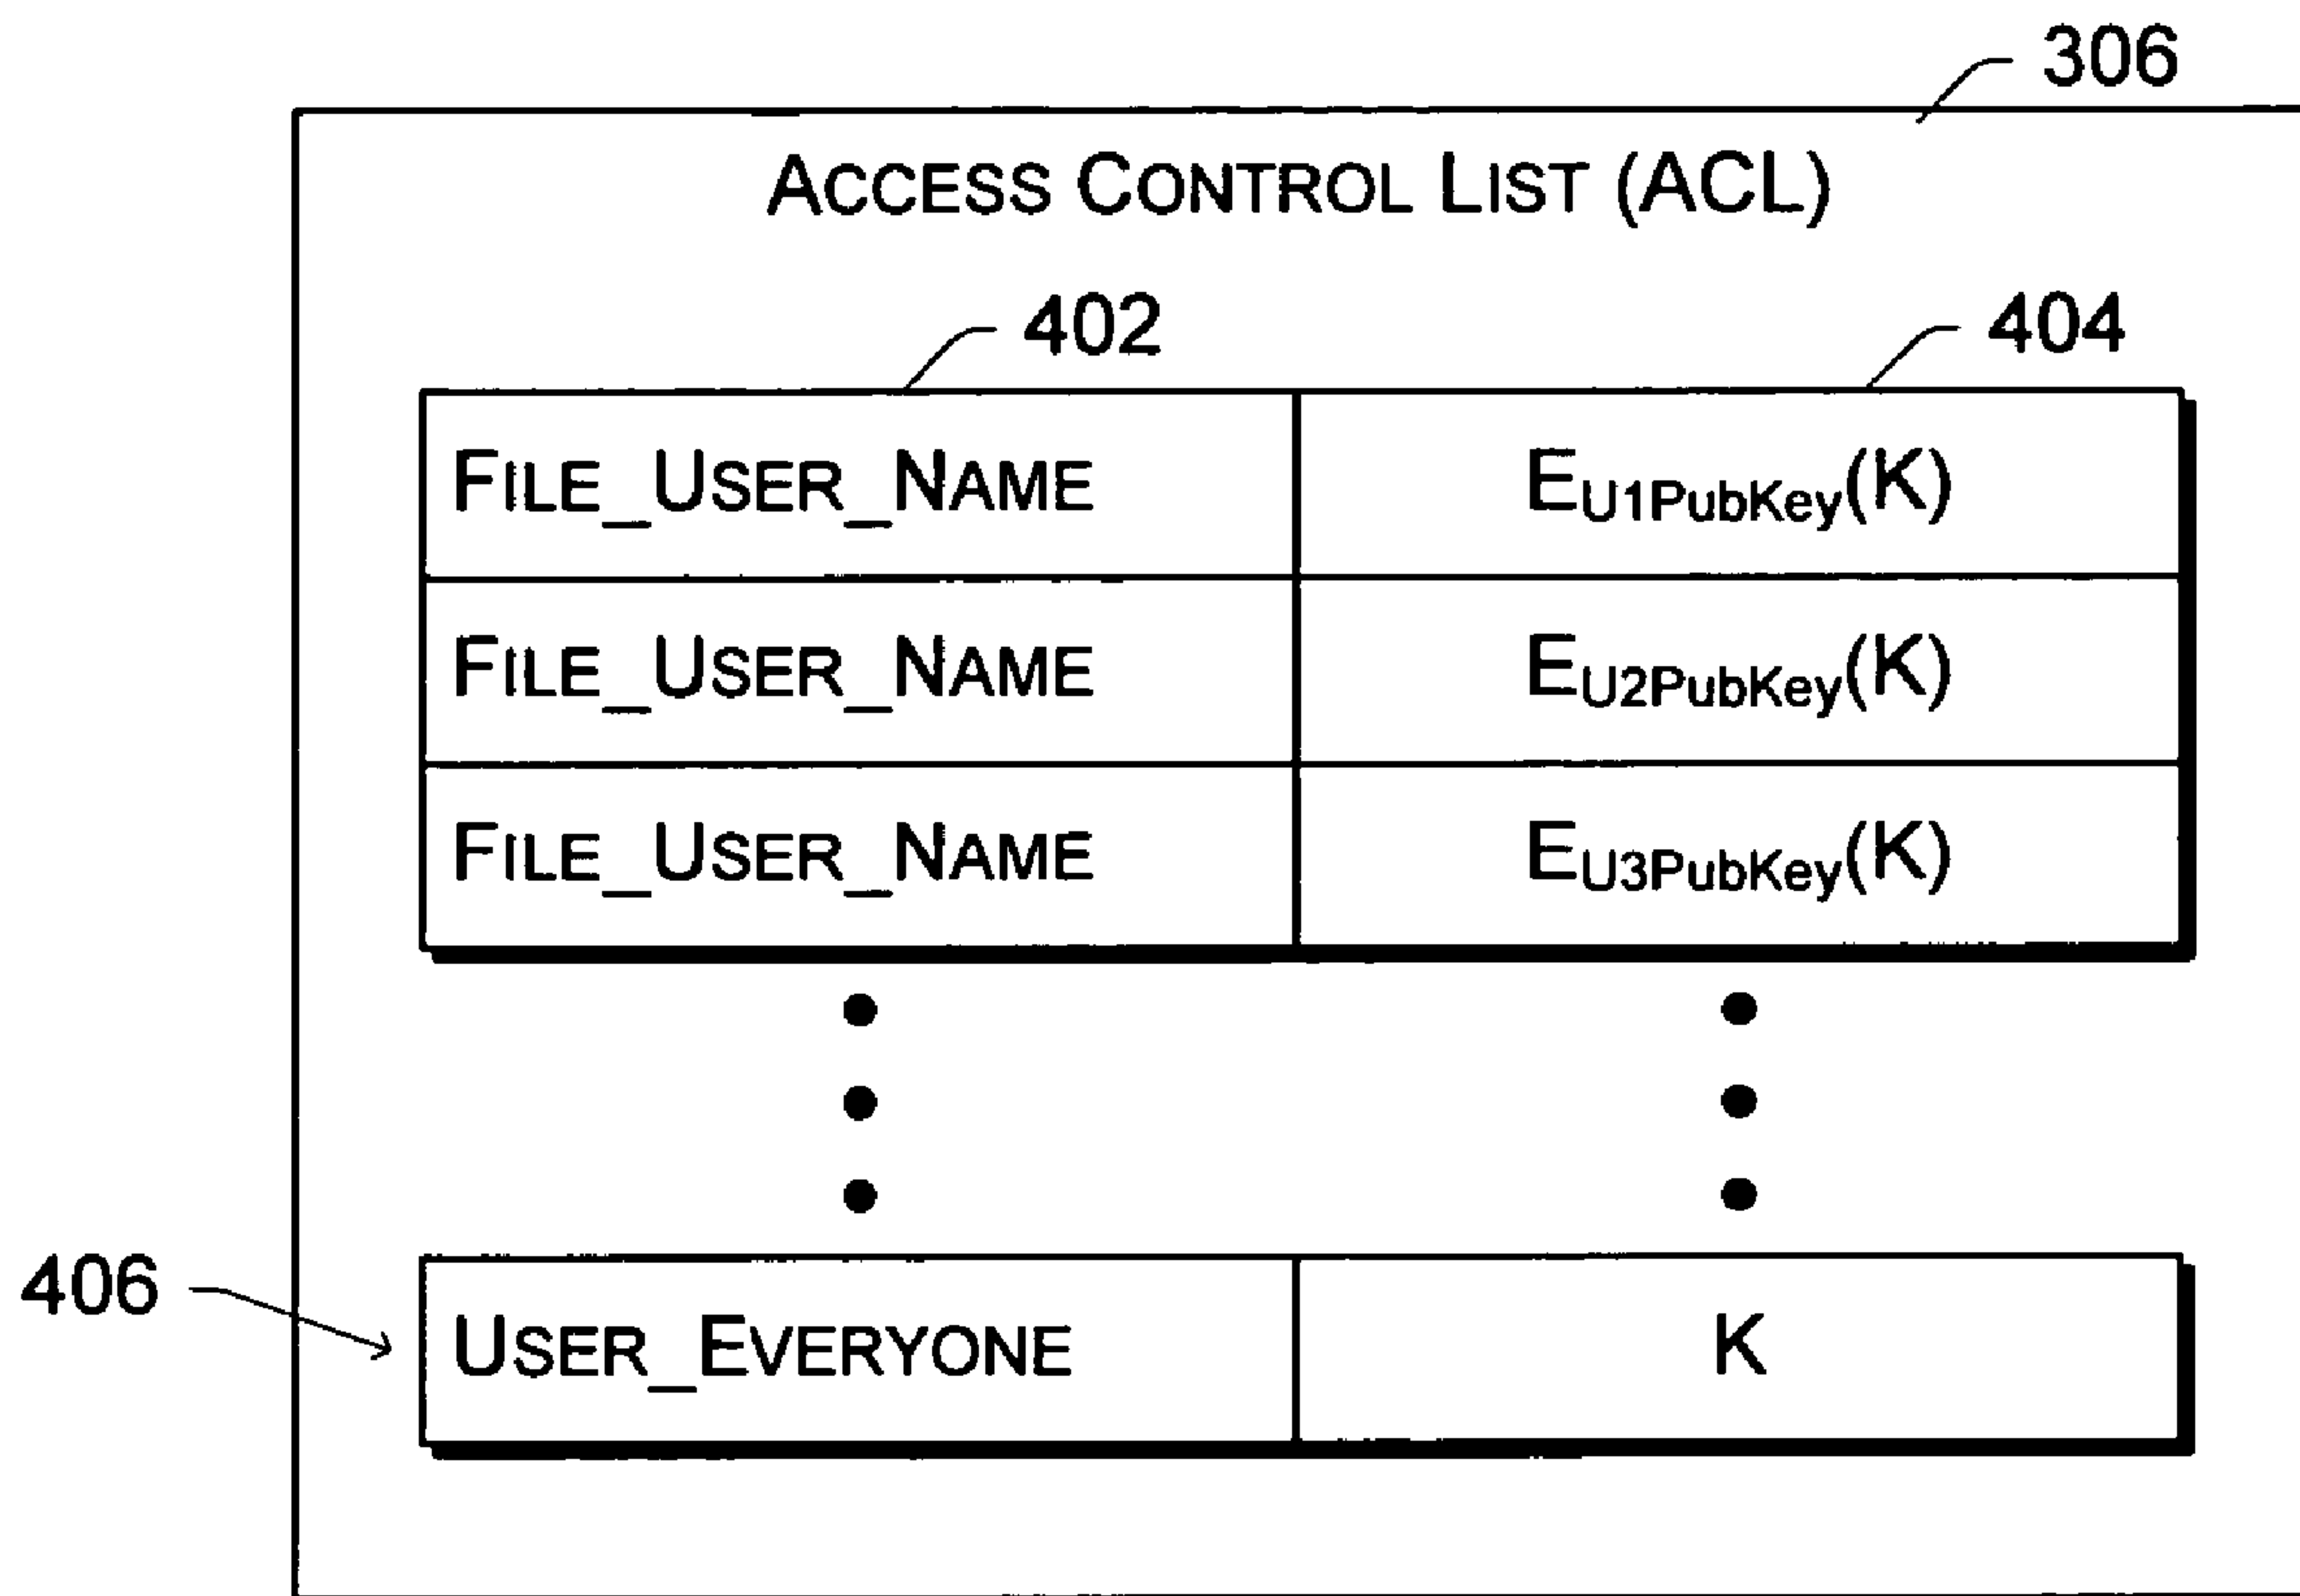 306
ACCESS CONTROL LIST (ACL)
402 404
FILE_USER_NAME EU1PubKey(K)
FILE_USER_NAME EU2PubKey(K)
FILE_USER_NAME EU3PubKey(K)
406
USER_EVERYONE K